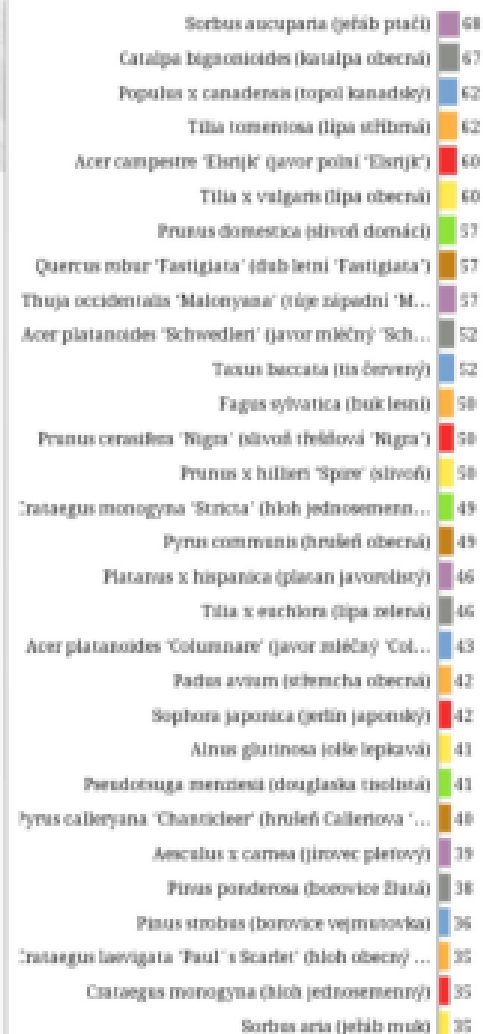 Sorbus aucuparia (jeřáb ptačí) 68
Catalpa bignonioides (katalpa obecná) 67
Populus x canadensis (topol kanadský) 62
Tilia tomentosa (lípa stříbrná) 62
Acer campestre 'Elsrijk' (javor polní 'Elsrijk') 60
Tilia x vulgaris (lípa obecná) 60
Prunus domestica (slivoň domácí) 57
Quercus robur 'Fastigiata' (dub letní 'Fastigiata') 57
Thuja occidentalis 'Malonyana' (túje západní 'M... 57
Acer platanoides 'Schwedleri' (javor mléčný 'Sch... 52
Taxus baccata (tis červený) 52
Fagus sylvatica (buk lesní) 50
Prunus cerasifera 'Nigra' (slivoň třešňová 'Nigra') 50
Prunus x hillieri 'Spire' (slivoň) 50
Crataegus monogyna 'Stricta' (hloh jednosemenn... 49
Pyrus communis (hrušeň obecná) 49
Platanus x hispanica (platan javorolistý) 46
Tilia x euchlora (lípa zelená) 46
Acer platanoides 'Columnare' (javor mléčný 'Col... 43
Padus avium (střemcha obecná) 42
Sophora japonica (jerlín japonský) 42
Alnus glutinosa (olše lepkavá) 41
Pseudotsuga menziesii (douglaska tisolistá) 41
Pyrus calleryana 'Chanticleer' (hrušeň Calleriova '... 40
Aesculus x carnea (jírovec pleťový) 39
Pinus ponderosa (borovice žlutá) 38
Pinus strobus (borovice vejmutovka) 36
Crataegus laevigata 'Paul´s Scarlet' (hloh obecný ... 35
Crataegus monogyna (hloh jednosemenný) 35
Sorbus aria (jeřáb muk) 35